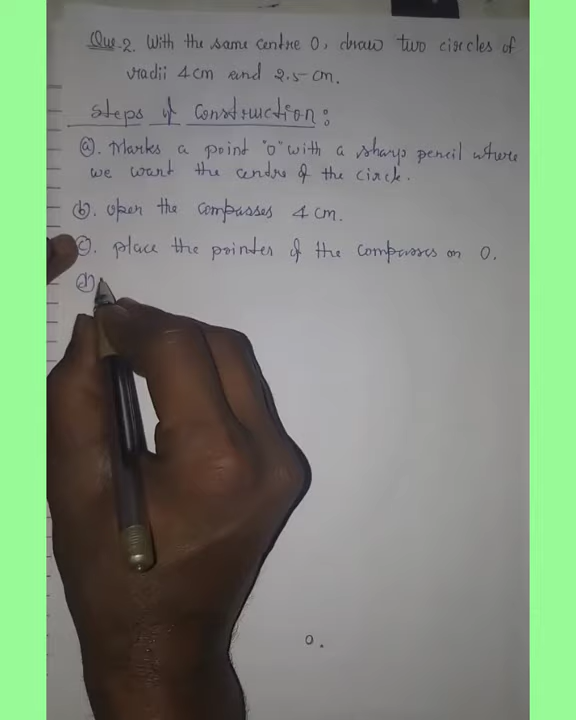 Que.2. With the same centre O, draw two circles of
radii 4 cm and 2.5 cm.
Steps of Construction :
(a). Marks a point "O" with a sharp pencil where
we want the centre of the circle.
(b). open the compasses 4 cm.
(c). place the pointer of the compasses on O.
(d)
O .